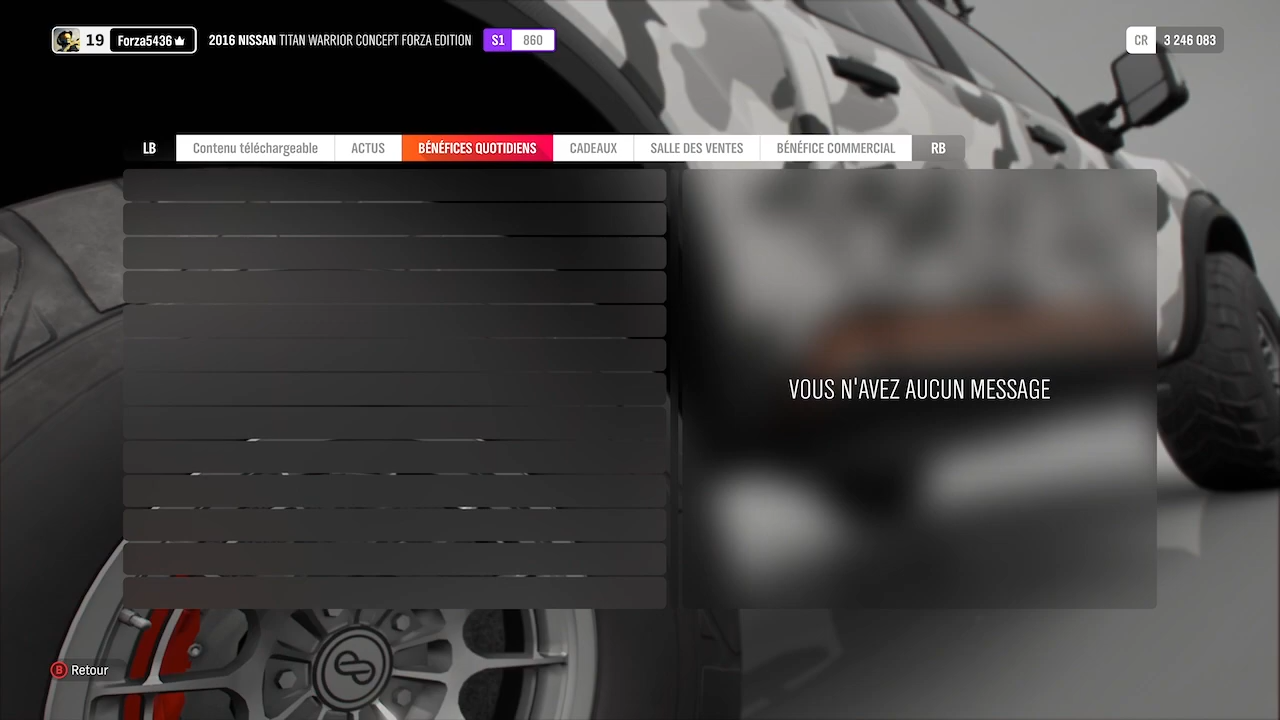 19 Forza5436 2016 NISSAN TITAN WARRIOR CONCEPT FORZA EDITION S1 860 CR 3 246 083
LB Contenu téléchargeable ACTUS BÉNÉFICES QUOTIDIENS CADEAUX SALLE DES VENTES BÉNÉFICE COMMERCIAL RB
VOUS N'AVEZ AUCUN MESSAGE
B Retour